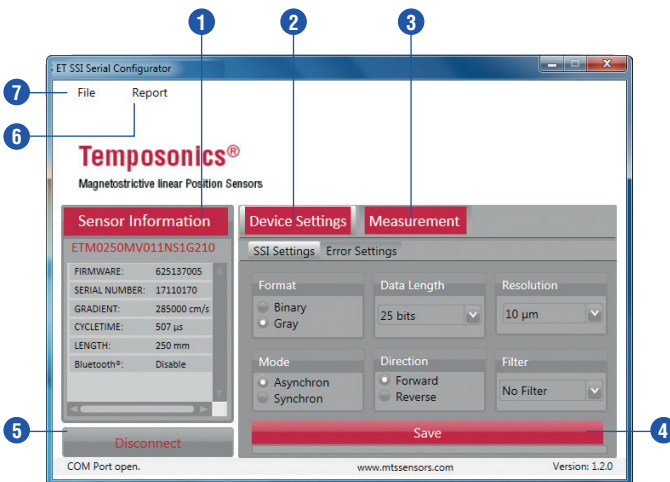 1 2 3
ET SSI Serial Configurator
7 File Report
6
Temposonics®
Magnetostrictive linear Position Sensors
Sensor Information
ETM0250MV011NS1G210
FIRMWARE: 625137005
SERIAL NUMBER: 17110170
GRADIENT: 285000 cm/s
CYCLETIME: 507 µs
LENGTH: 250 mm
Bluetooth®: Disable
5 Disconnect
Device Settings Measurement
SSI Settings Error Settings
Format
Binary
Gray
Data Length
25 bits
Resolution
10 µm
Mode
Asynchron
Synchron
Direction
Forward
Reverse
Filter
No Filter
Save 4
COM Port open. www.mtssensors.com Version: 1.2.0